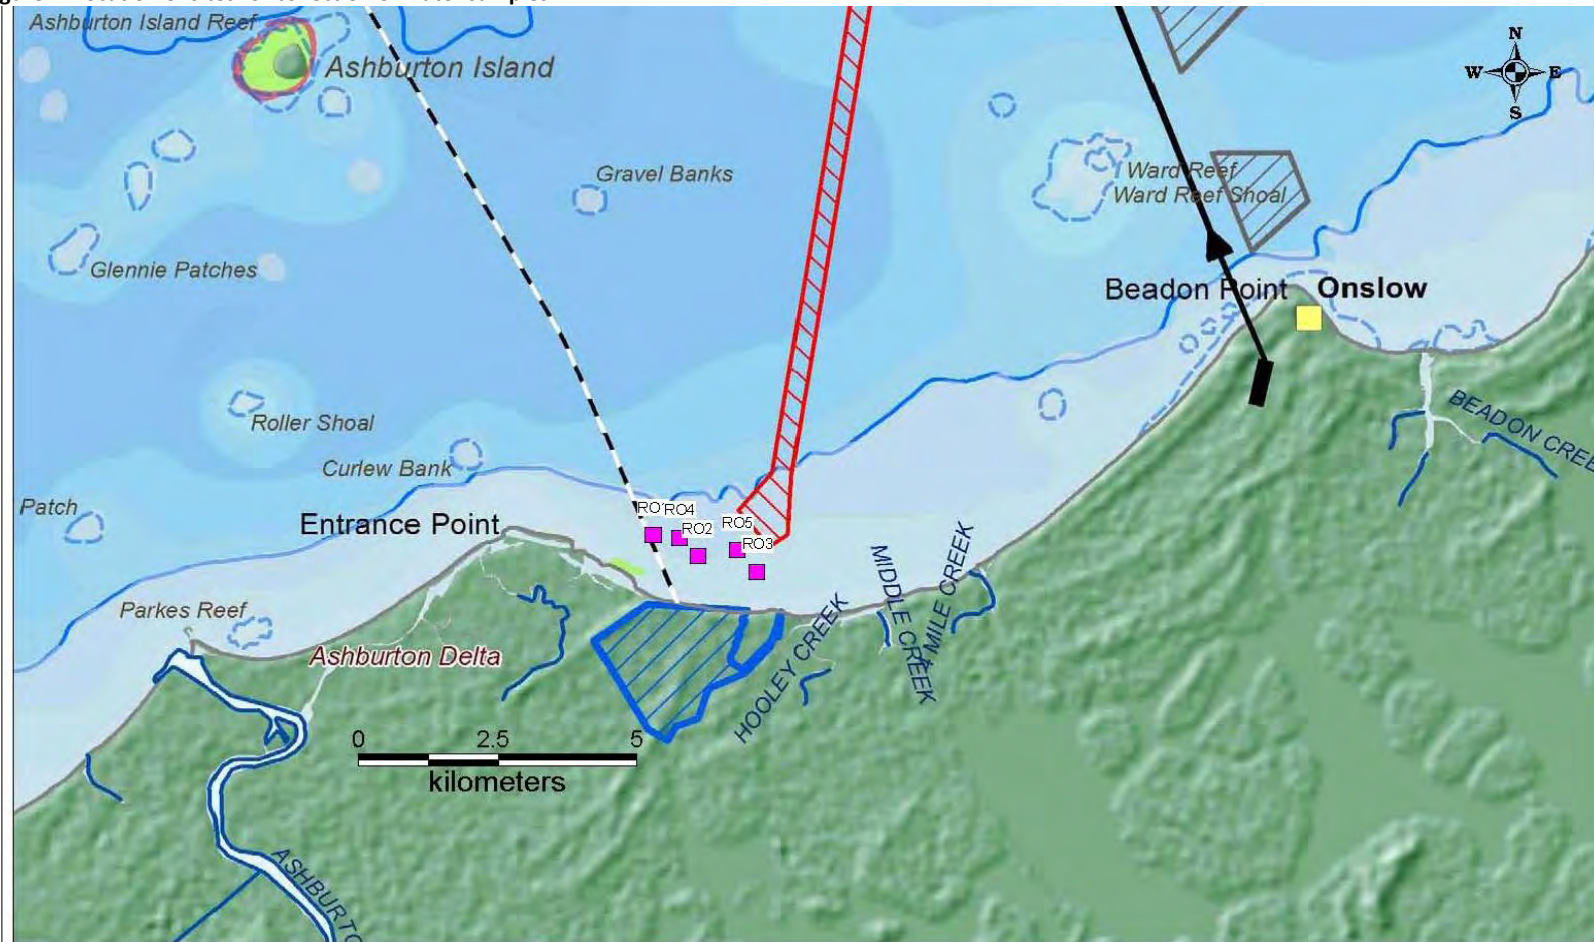 Ashburton Island Reef
Ashburton Island
N
W E
S
Gravel Banks
Ward Reef
Ward Reef Shoal
Glennie Patches
Beadon Point
Onslow
Roller Shoal
Curlew Bank
BEADON CREE
Patch
Entrance Point
RO1
RO4
RO2
RO5
RO3
MIDDLE CREEK
4 MILE CREEK
HOOLEY CREEK
Parkes Reef
Ashburton Delta
0 2.5 5
kilometers
ASHBURTO